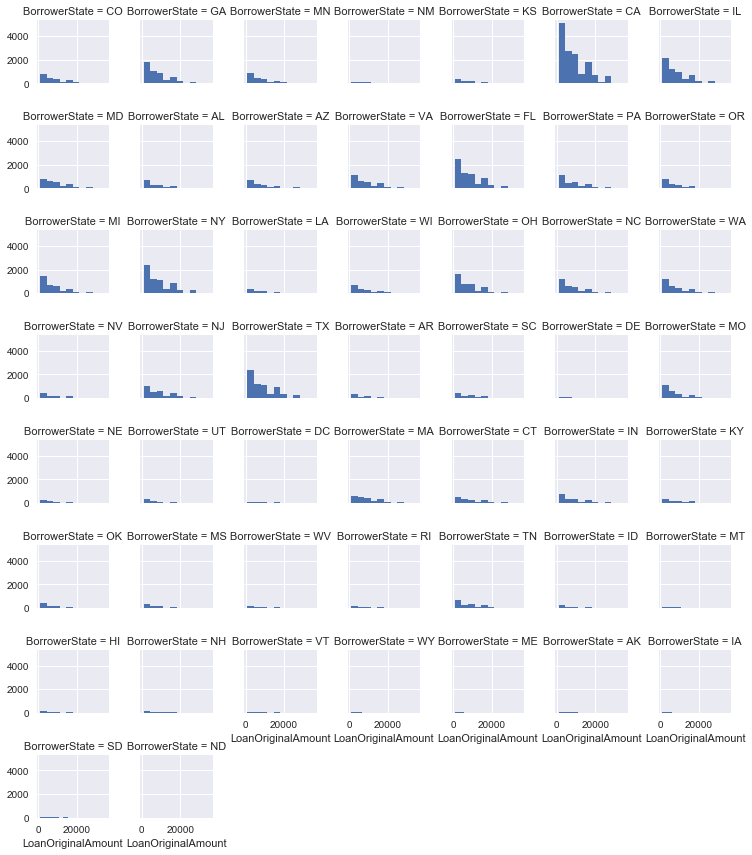 BorrowerState = CO BorrowerState = GA BorrowerState = MN BorrowerState = NM BorrowerState = KS BorrowerState = CA BorrowerState = IL
4000
2000
0
BorrowerState = MD BorrowerState = AL BorrowerState = AZ BorrowerState = VA BorrowerState = FL BorrowerState = PA BorrowerState = OR
4000
2000
0
BorrowerState = MI BorrowerState = NY BorrowerState = LA BorrowerState = WI BorrowerState = OH BorrowerState = NC BorrowerState = WA
4000
2000
0
BorrowerState = NV BorrowerState = NJ BorrowerState = TX BorrowerState = AR BorrowerState = SC BorrowerState = DE BorrowerState = MO
4000
2000
0
BorrowerState = NE BorrowerState = UT BorrowerState = DC BorrowerState = MA BorrowerState = CT BorrowerState = IN BorrowerState = KY
4000
2000
0
BorrowerState = OK BorrowerState = MS BorrowerState = WV BorrowerState = RI BorrowerState = TN BorrowerState = ID BorrowerState = MT
4000
2000
0
BorrowerState = HI BorrowerState = NH BorrowerState = VT BorrowerState = WY BorrowerState = ME BorrowerState = AK BorrowerState = IA
4000
2000
0
0 20000 0 20000 0 20000 0 20000 0 20000
LoanOriginalAmount LoanOriginalAmount LoanOriginalAmount LoanOriginalAmount LoanOriginalAmount
BorrowerState = SD BorrowerState = ND
4000
2000
0
0 20000 0 20000
LoanOriginalAmount LoanOriginalAmount